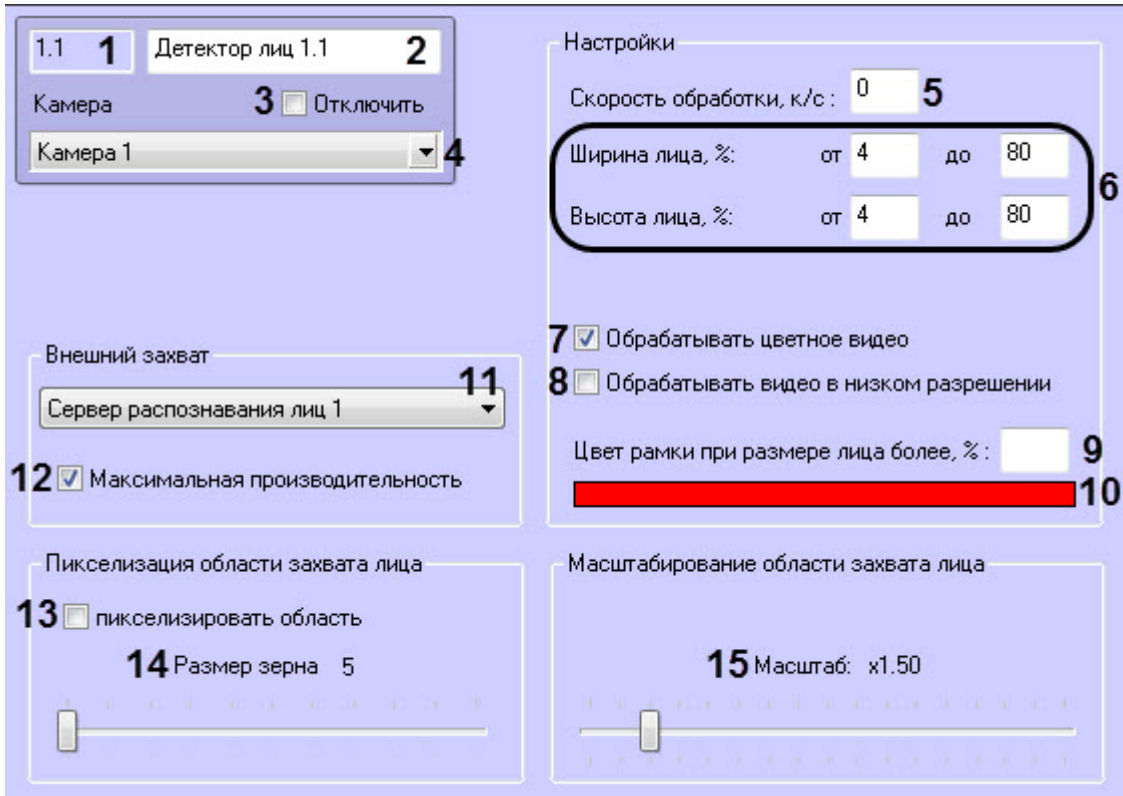 1.1 1 Детектор лиц 1.1 2
Камера 3 Отключить
Камера 1 4
Настройки
Скорость обработки, к/с : 0 5
Ширина лица, %: от 4 до 80
6
Высота лица, %: от 4 до 80
7 Обрабатывать цветное видео
8 Обрабатывать видео в низком разрешении
Цвет рамки при размере лица более, % : 9
10
Внешний захват
11
Сервер распознавания лиц 1
12 Максимальная производительность
Пикселизация области захвата лица
13 пикселизировать область
14 Размер зерна 5
Масштабирование области захвата лица
15 Масштаб: x1.50